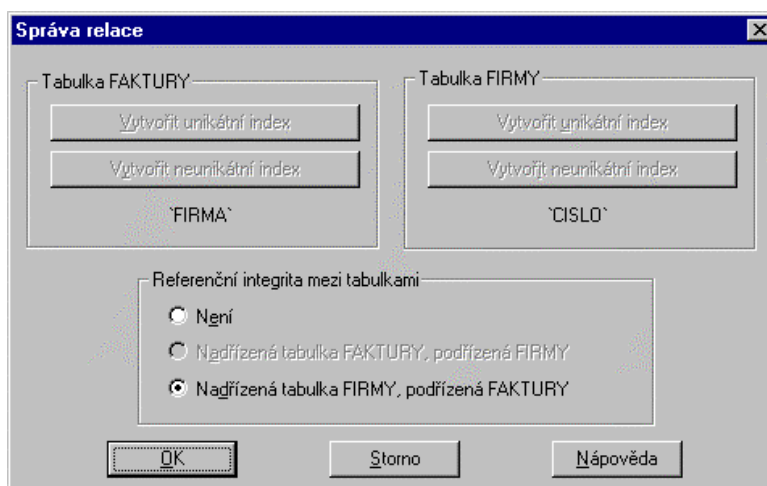 Správa relace
Tabulka FAKTURY
Vytvořit unikátní index
Vytvořit neunikátní index
`FIRMA`
Tabulka FIRMY
Vytvořit unikátní index
Vytvořit neunikátní index
`CISLO`
Referenční integrita mezi tabulkami
Není
Nadřízená tabulka FAKTURY, podřízená FIRMY
Nadřízená tabulka FIRMY, podřízená FAKTURY
OK
Storno
Nápověda